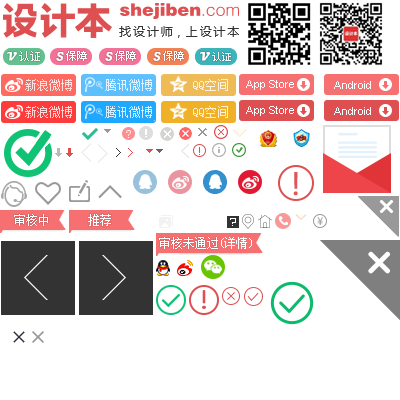 设计本 shejiben.com
找设计师，上设计本
V认证 S保障 S保障 S保障 V认证
新浪微博 腾讯微博 QQ空间 App Store Android
新浪微博 腾讯微博 QQ空间 App Store Android
审核中 推荐
审核未通过(详情)